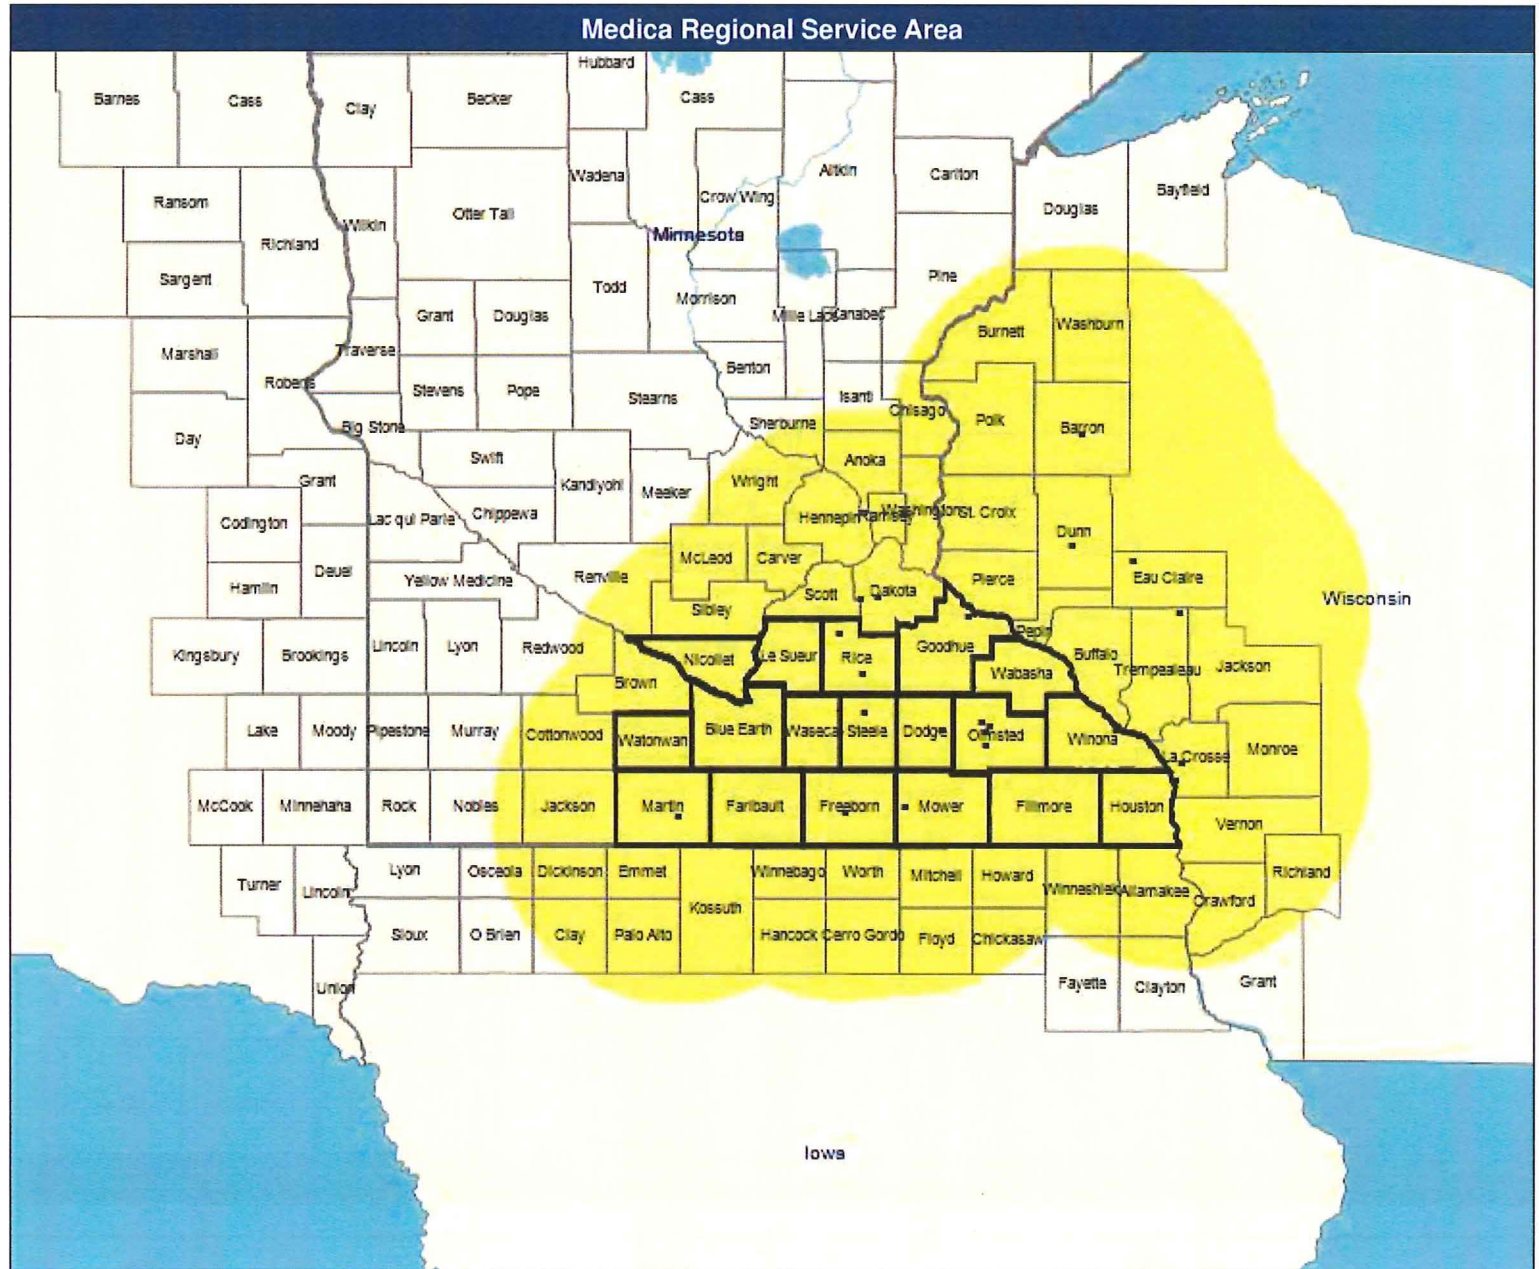 Medica Regional Service Area
Hubbard
Barnes
Cass
Clay
Becker
Cass
Wadena
Aitkin
Carlton
Ransom
Crow Wing
Bayfield
Wilkin
Otter Tail
Douglas
Minnesota
Richland
Sargent
Pine
Todd
Morrison
Grant
Douglas
Mille Lacs
Kanabec
Burnett
Washburn
Marshall
Traverse
Benton
Roberts
Stevens
Pope
Stearns
Isanti
Chisago
Polk
Barron
Big Stone
Sherburne
Day
Swift
Anoka
Grant
Kandiyohi
Meeker
Wright
Codington
Lac qui Parle
Chippewa
Hennepin
Ramsey
Washington
St. Croix
Dunn
McLeod
Carver
Deuel
Hamlin
Yellow Medicine
Renville
Scott
Dakota
Pierce
Eau Claire
Sibley
Wisconsin
Pepin
Kingsbury
Brookings
Lincoln
Lyon
Redwood
Nicollet
Le Sueur
Rice
Goodhue
Buffalo
Trempealeau
Jackson
Brown
Wabasha
Lake
Moody
Pipestone
Murray
Cottonwood
Watonwan
Blue Earth
Waseca
Steele
Dodge
Olmsted
Winona
La Crosse
Monroe
McCook
Minnehaha
Rock
Nobles
Jackson
Martin
Faribault
Freeborn
Mower
Fillmore
Houston
Vernon
Turner
Lincoln
Lyon
Osceola
Dickinson
Emmet
Winnebago
Worth
Mitchell
Howard
Winneshiek
Allamakee
Crawford
Richland
Kossuth
Sioux
O Brien
Clay
Palo Alto
Hancock
Cerro Gordo
Floyd
Chickasaw
Union
Fayette
Clayton
Grant
Iowa